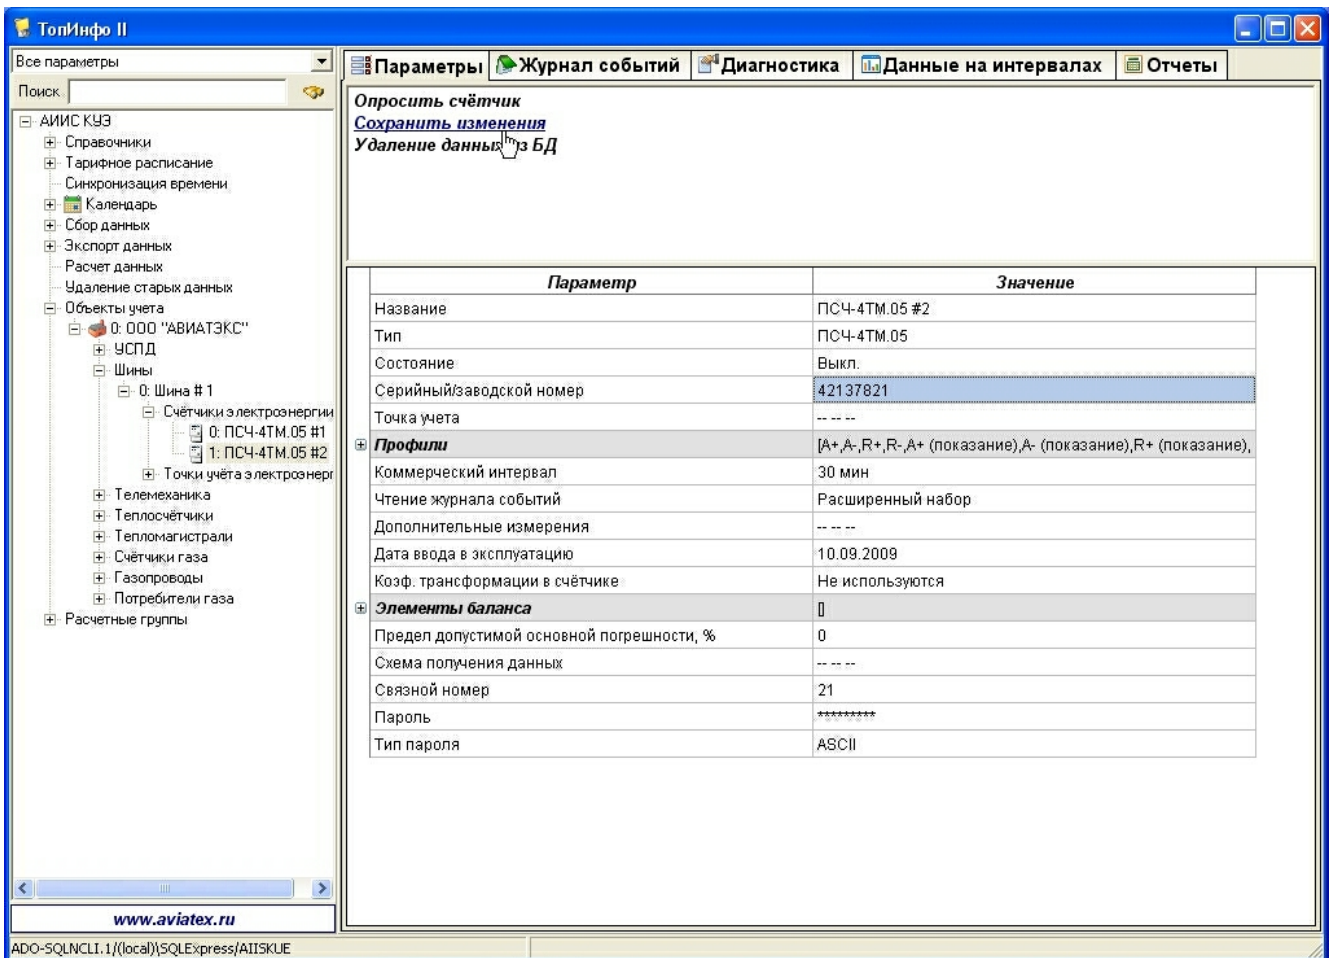 ТопИнфо II
Все параметры
Поиск
АИИС КУЭ
Справочники
Тарифное расписание
Синхронизация времени
Календарь
Сбор данных
Экспорт данных
Расчет данных
Удаление старых данных
Объекты учета
0: ООО "АВИАТЭКС"
УСПД
Шины
0: Шина # 1
Счётчики электроэнергии
0: ПСЧ-4ТМ.05 #1
1: ПСЧ-4ТМ.05 #2
Точки учёта электроэнерг
Телемеханика
Теплосчётчики
Тепломагистрали
Счётчики газа
Газопроводы
Потребители газа
Расчетные группы
www.aviatex.ru
Параметры Журнал событий Диагностика Данные на интервалах Отчеты
Опросить счётчик
Сохранить изменения
Удаление данных из БД
Параметр Значение
Название ПСЧ-4ТМ.05 #2
Тип ПСЧ-4ТМ.05
Состояние Выкл.
Серийный/заводской номер 42137821
Точка учета -- -- --
Профили [A+,A-,R+,R-,A+ (показание),A- (показание),R+ (показание),
Коммерческий интервал 30 мин
Чтение журнала событий Расширенный набор
Дополнительные измерения -- -- --
Дата ввода в эксплуатацию 10.09.2009
Коэф. трансформации в счётчике Не используются
Элементы баланса []
Предел допустимой основной погрешности, % 0
Схема получения данных -- -- --
Связной номер 21
Пароль *********
Тип пароля ASCII
ADO-SQLNCLI.1/(local)\SQLExpress/AIISKUE